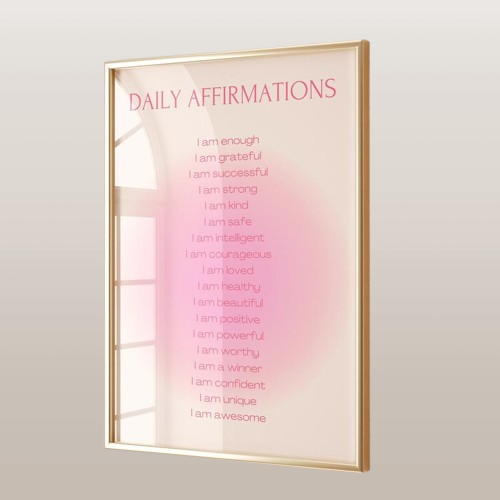 DAILY AFFIRMATIONS
I am enough
I am grateful
I am successful
I am strong
I am kind
I am safe
I am intelligent
I am courageous
I am loved
I am healthy
I am beautiful
I am positive
I am powerful
I am worthy
I am a winner
I am confident
I am unique
I am awesome